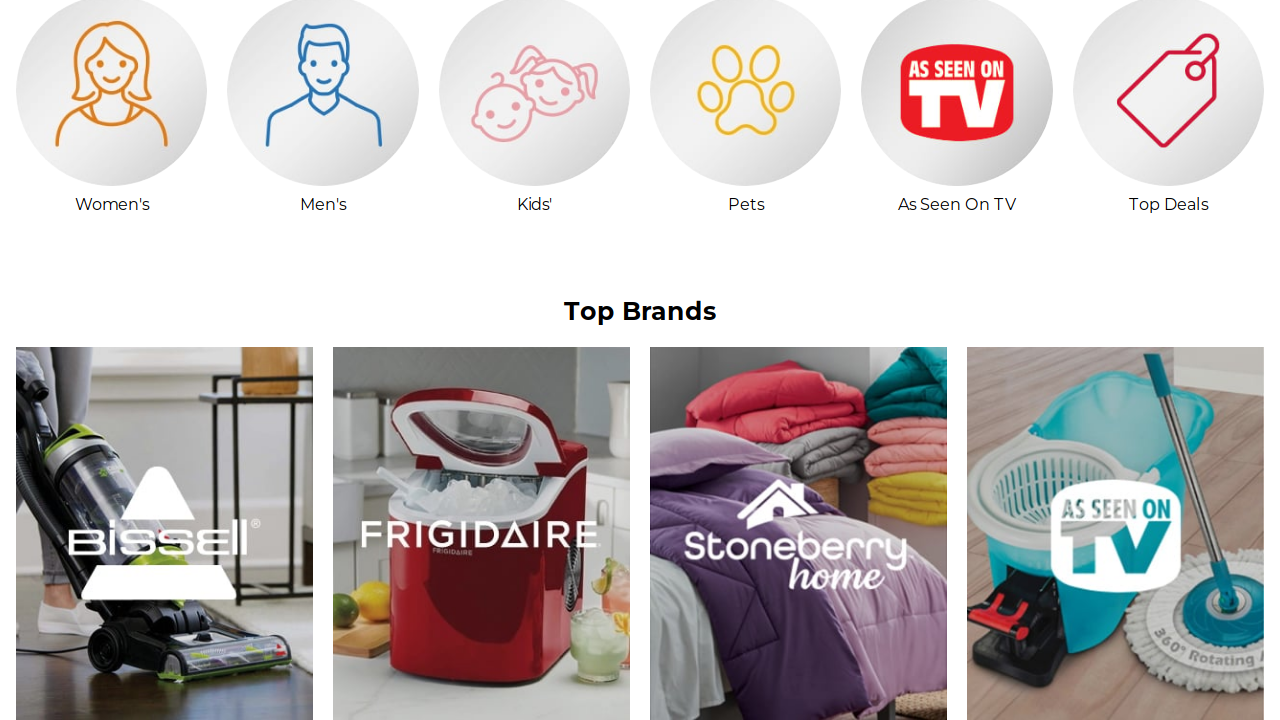 AS SEEN ON
TV
Women's
Men's
Kids'
Pets
As Seen On TV
Top Deals
Top Brands
BISSELL®
FRIGIDAIRE
FRIGIDAIRE
Stoneberry
home
AS SEEN ON
TV
360° Rotating